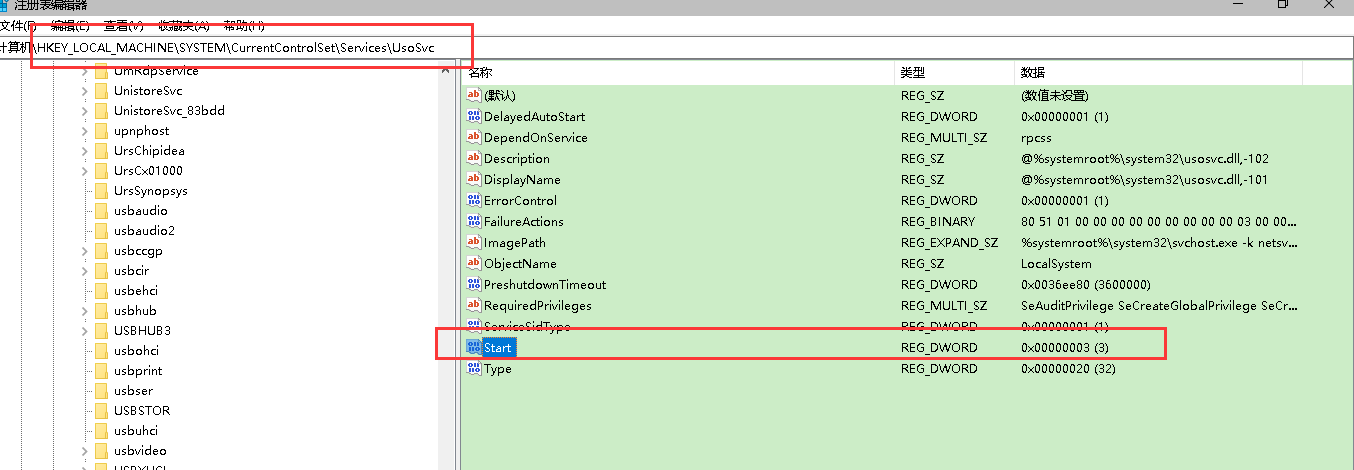 注册表编辑器
文件(F) 编辑(E) 查看(V) 收藏夹(A) 帮助(H)
计算机\HKEY_LOCAL_MACHINE\SYSTEM\CurrentControlSet\Services\UsoSvc
UmRdpService
UnistoreSvc
UnistoreSvc_83bdd
upnphost
UrsChipidea
UrsCx01000
UrsSynopsys
usbaudio
usbaudio2
usbccgp
usbcir
usbehci
usbhub
USBHUB3
usbohci
usbprint
usbser
USBSTOR
usbuhci
usbvideo
USBXHCI
名称 类型 数据
(默认) REG_SZ (数值未设置)
DelayedAutoStart REG_DWORD 0x00000001 (1)
DependOnService REG_MULTI_SZ rpcss
Description REG_SZ @%systemroot%\system32\usosvc.dll,-102
DisplayName REG_SZ @%systemroot%\system32\usosvc.dll,-101
ErrorControl REG_DWORD 0x00000001 (1)
FailureActions REG_BINARY 80 51 01 00 00 00 00 00 00 00 00 00 03 00 00...
ImagePath REG_EXPAND_SZ %systemroot%\system32\svchost.exe -k netsv...
ObjectName REG_SZ LocalSystem
PreshutdownTimeout REG_DWORD 0x0036ee80 (3600000)
RequiredPrivileges REG_MULTI_SZ SeAuditPrivilege SeCreateGlobalPrivilege SeCr...
ServiceSidType REG_DWORD 0x00000001 (1)
Start REG_DWORD 0x00000003 (3)
Type REG_DWORD 0x00000020 (32)